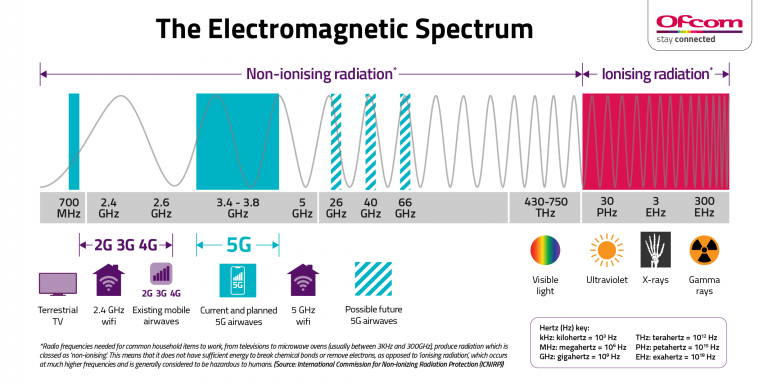 The Electromagnetic Spectrum
Ofcom
stay connected
Non-ionising radiation*
Ionising radiation*
700 MHz
2.4 GHz
2.6 GHz
3.4 - 3.8 GHz
5 GHz
26 GHz
40 GHz
66 GHz
430-750 THz
30 PHz
3 EHz
300 EHz
2G 3G 4G
5G
5G
2G 3G 4G
Terrestrial TV
2.4 GHz wifi
Existing mobile airwaves
Current and planned 5G airwaves
5 GHz wifi
Possible future 5G airwaves
Visible light
Ultraviolet
X-rays
Gamma rays
Hertz (Hz) key:
kHz: kilohertz = 10³ Hz
MHz: megahertz = 10⁶ Hz
GHz: gigahertz = 10⁹ Hz
THz: terahertz = 10¹² Hz
PHz: petahertz = 10¹⁵ Hz
EHz: exahertz = 10¹⁸ Hz
*Radio frequencies needed for common household items to work, from televisions to microwave ovens (usually between 3KHz and 300GHz), produce radiation which is
classed as 'non-ionising'. This means that it does not have sufficient energy to break chemical bonds or remove electrons, as opposed to 'ionising radiation', which occurs
at much higher frequencies and is generally considered to be hazardous to humans. (Source: International Commission for Non-Ionizing Radiation Protection (ICNIRP))